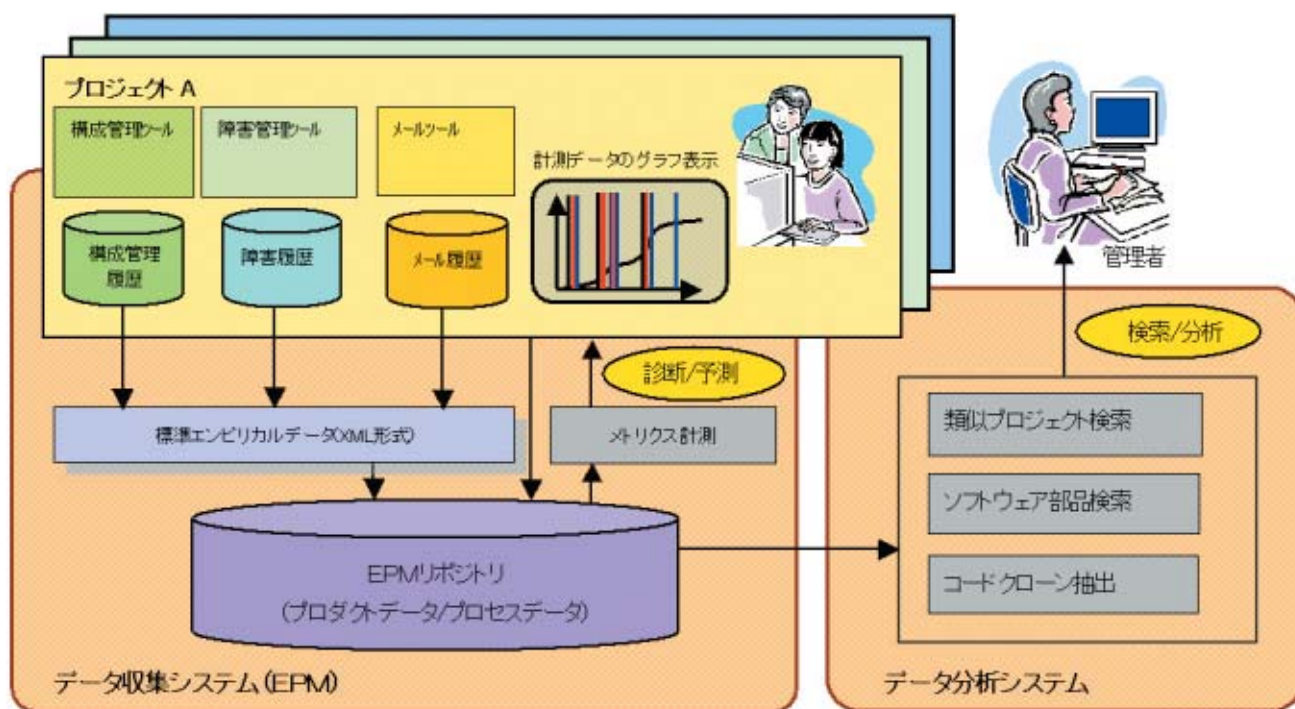 プロジェクト A
構成管理ツール
障害管理ツール
メールツール
計測データのグラフ表示
構成管理
履歴
障害履歴
メール履歴
管理者
診断/予測
検索/分析
標準エンピリカルデータ(XML形式)
メトリクス計測
類似プロジェクト検索
ソフトウェア部品検索
コードクローン抽出
EPMリポジトリ
(プロダクトデータ/プロセスデータ)
データ収集システム(EPM)
データ分析システム